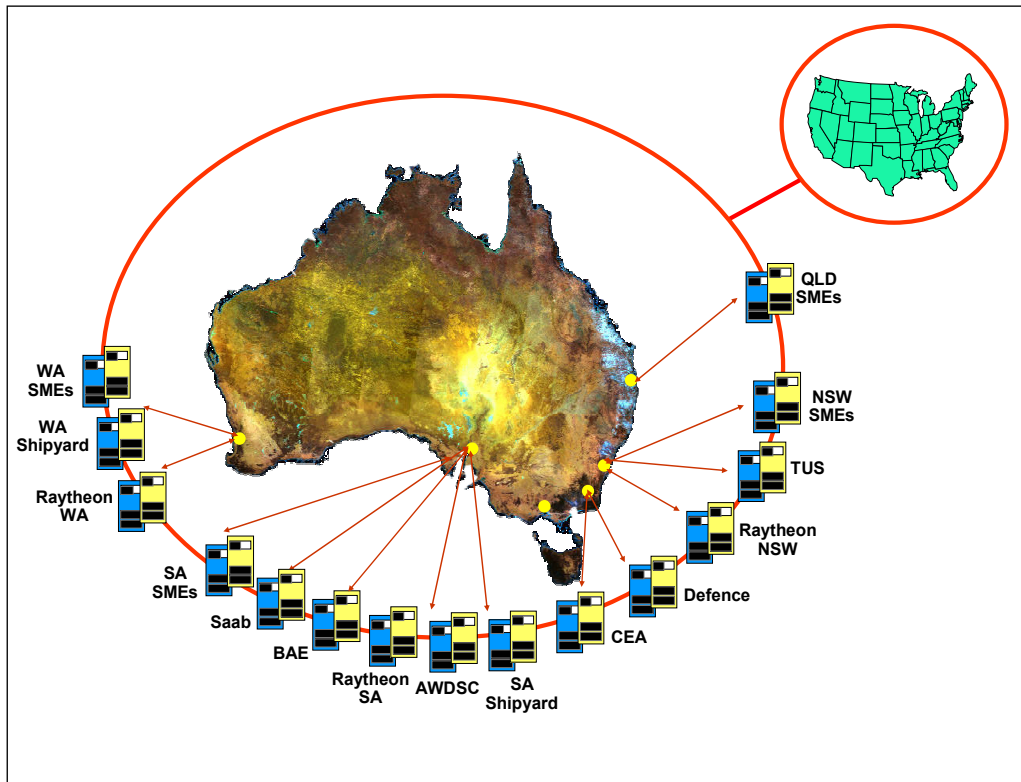 QLD
SMEs
WA
SMEs
NSW
SMEs
WA
Shipyard
TUS
Raytheon
WA
Raytheon
NSW
SA
SMEs
Defence
Saab
CEA
BAE
Raytheon
SA
AWDSC
SA
Shipyard